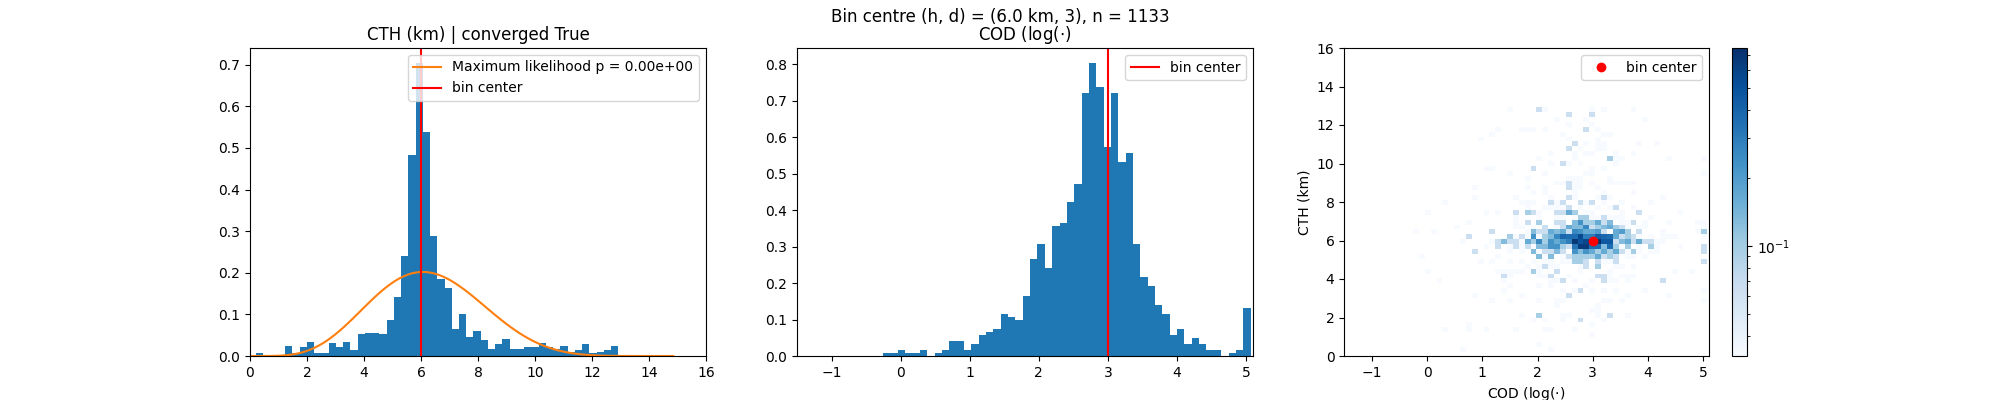 Bin centre (h, d) = (6.0 km, 3), n = 1133
CTH (km) | converged True
Maximum likelihood p = 0.00e+00
bin center
0.7
0.6
0.5
0.4
0.3
0.2
0.1
0.0
0 2 4 6 8 10 12 14 16
COD (log(·)
bin center
0.8
0.7
0.6
0.5
0.4
0.3
0.2
0.1
0.0
−1 0 1 2 3 4 5
bin center
CTH (km)
16
14
12
10
8
6
4
2
0
−1 0 1 2 3 4 5
COD (log(·)
10−1